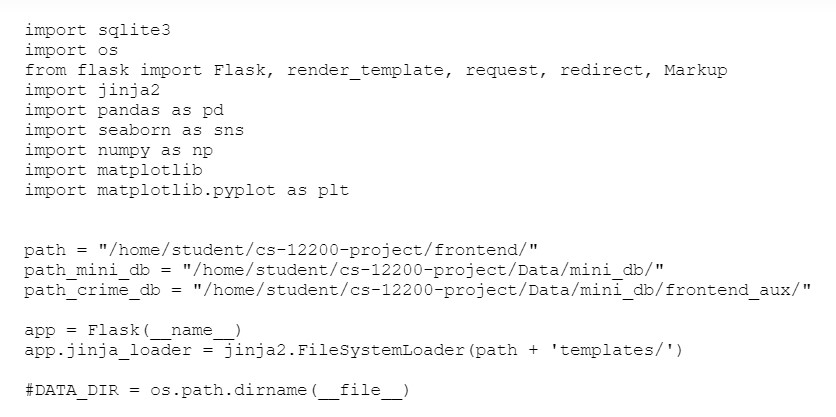 import sqlite3
import os
from flask import Flask, render_template, request, redirect, Markup
import jinja2
import pandas as pd
import seaborn as sns
import numpy as np
import matplotlib
import matplotlib.pyplot as plt
path = "/home/student/cs-12200-project/frontend/"
path_mini_db = "/home/student/cs-12200-project/Data/mini_db/"
path_crime_db = "/home/student/cs-12200-project/Data/mini_db/frontend_aux/"
app = Flask(__name__)
app.jinja_loader = jinja2.FileSystemLoader(path + 'templates/')
#DATA_DIR = os.path.dirname(__file__)